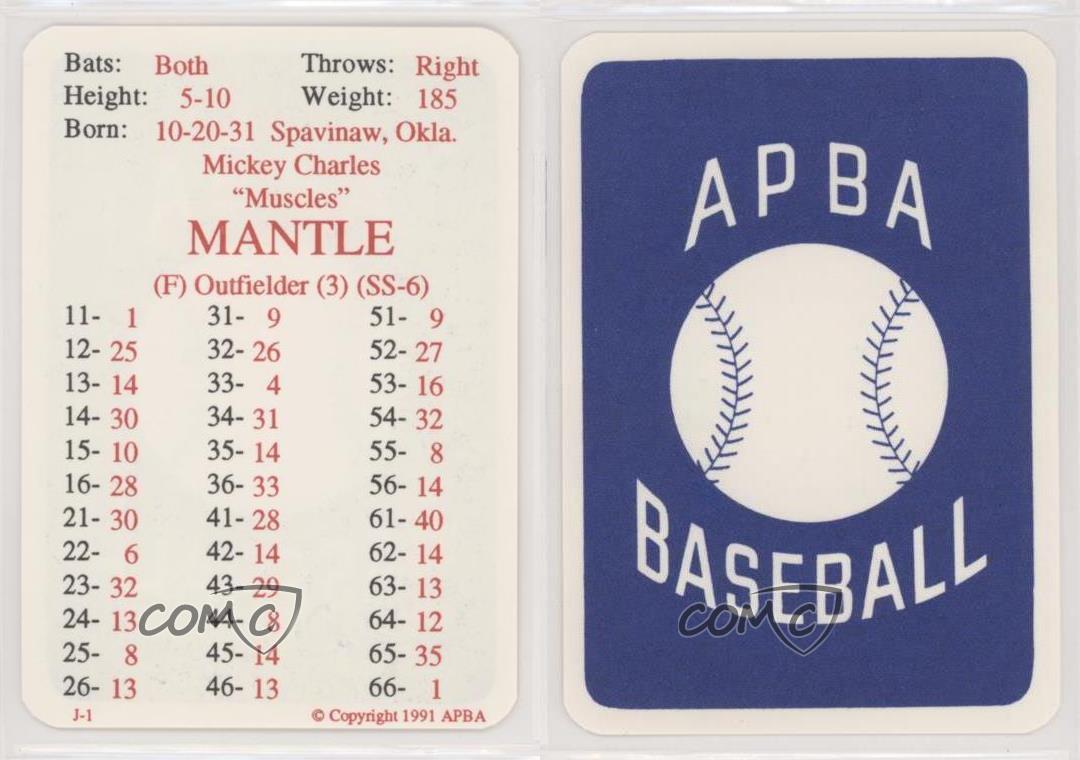 Bats: Both Throws: Right
Height: 5-10 Weight: 185
Born: 10-20-31 Spavinaw, Okla.
Mickey Charles
“Muscles”
MANTLE
(F) Outfielder (3) (SS-6)
11- 1 31- 9 51- 9
12- 25 32- 26 52- 27
13- 14 33- 4 53- 16
14- 30 34- 31 54- 32
15- 10 35- 14 55- 8
16- 28 36- 33 56- 14
21- 30 41- 28 61- 40
22- 6 42- 14 62- 14
23- 32 43- 29 63- 13
24- 13 44- 8 64- 12
25- 8 45- 14 65- 35
26- 13 46- 13 66- 1
J-1 © Copyright 1991 APBA
COMC
APBA
BASEBALL
COMC